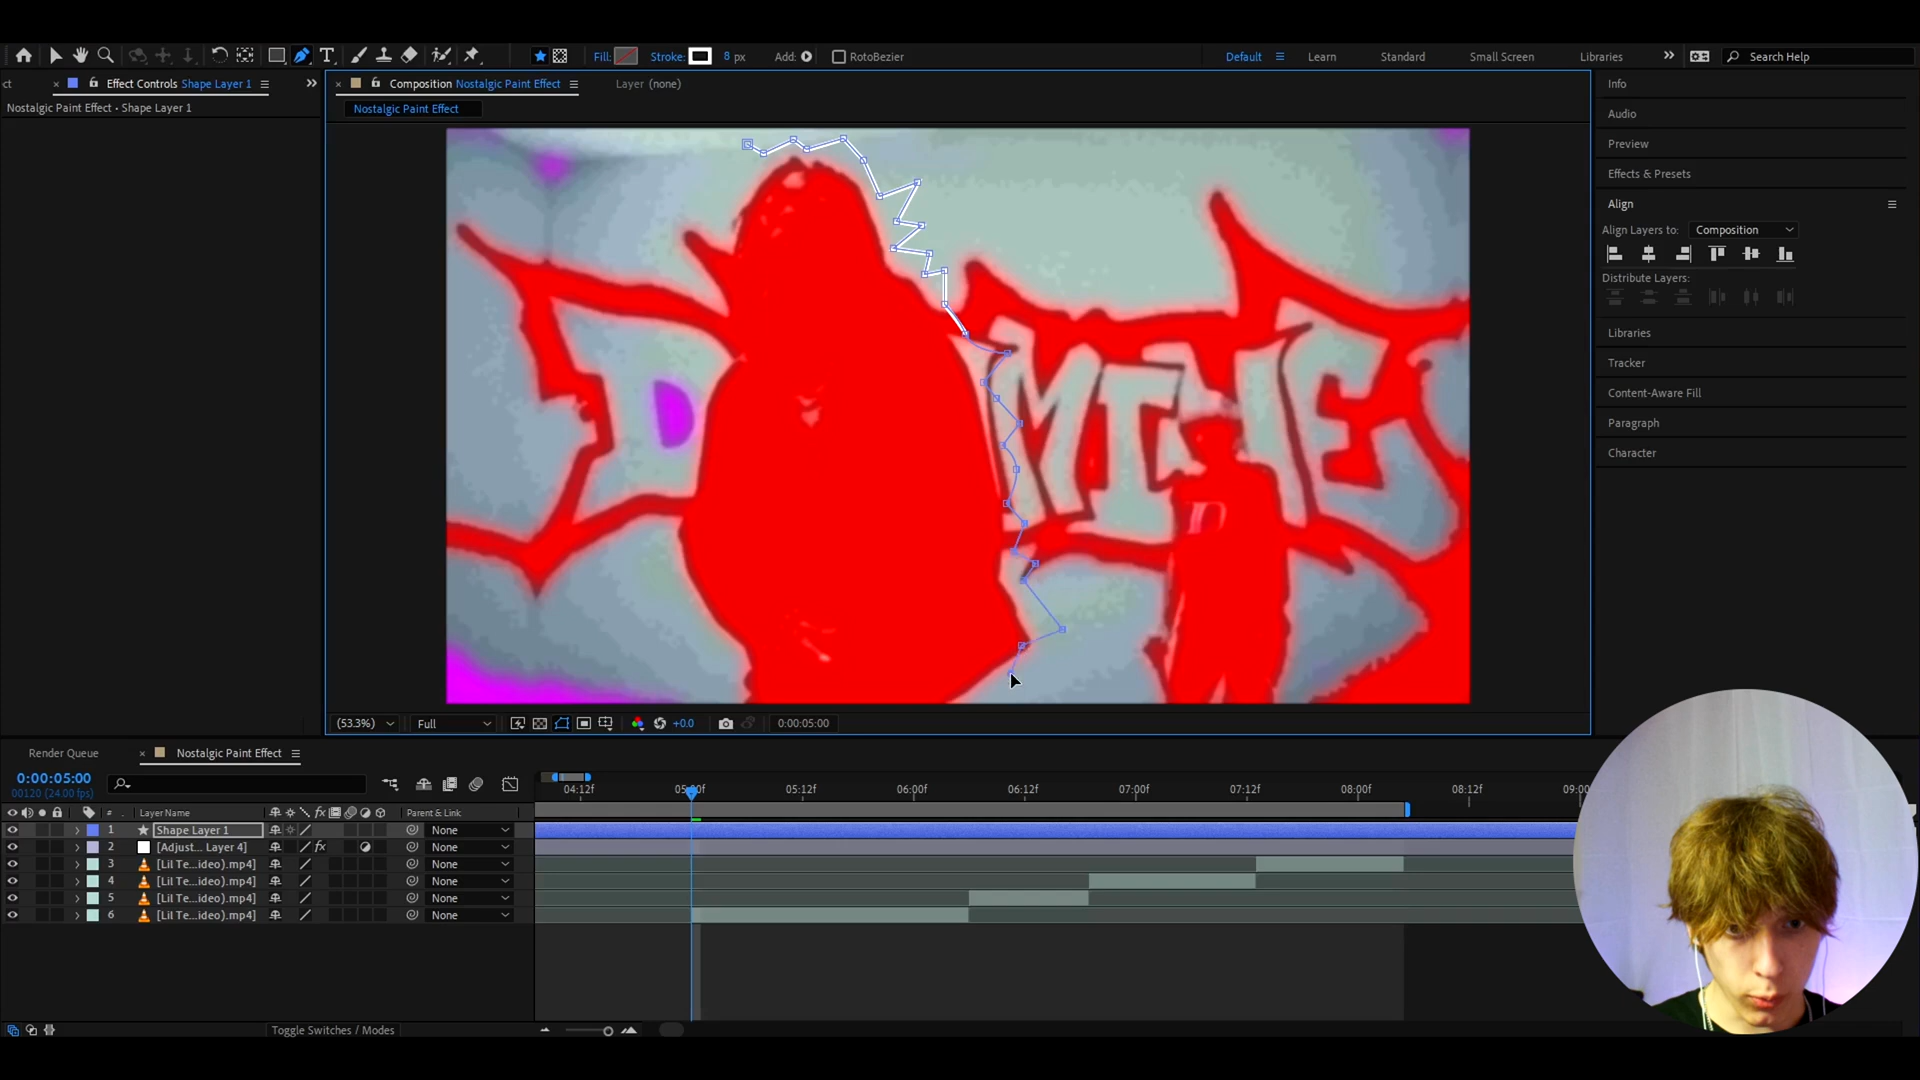 Fill:
Stroke:
8 px
Add:
RotoBezier
Default
Learn
Standard
Small Screen
Libraries
Search Help
ct
Effect Controls Shape Layer 1
Composition Nostalgic Paint Effect
Layer (none)
Nostalgic Paint Effect • Shape Layer 1
Nostalgic Paint Effect
Info
Audio
Preview
Effects & Presets
Align
Align Layers to: Composition
Distribute Layers:
Libraries
Tracker
Content-Aware Fill
Paragraph
Character
(53.3%)
Full
+0.0
0:00:05:00
Render Queue
Nostalgic Paint Effect
0:00:05:00
00120 (24.00 fps)
# . Layer Name
fx
Parent & Link
04:12f
05:00f
05:12f
06:00f
06:12f
07:00f
07:12f
08:00f
08:12f
09:00
1 Shape Layer 1 None
2 [Adjust... Layer 4] fx None
3 [Lil Te...ideo).mp4] None
4 [Lil Te...ideo).mp4] None
5 [Lil Te...ideo).mp4] None
6 [Lil Te...ideo).mp4] None
Toggle Switches / Modes